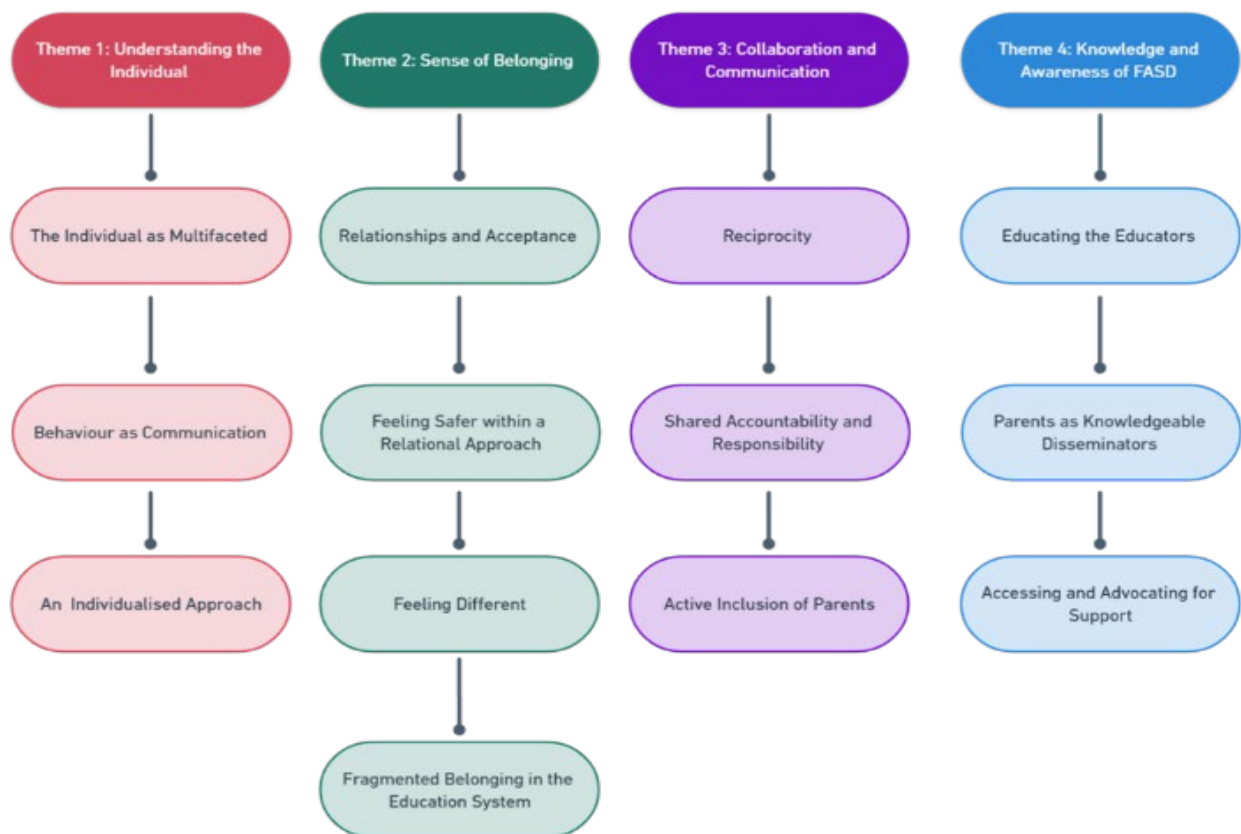 Theme 1: Understanding the
Individual
Theme 2: Sense of Belonging
Theme 3: Collaboration and
Communication
Theme 4: Knowledge and
Awareness of FASD
The Individual as Multifaceted
Relationships and Acceptance
Reciprocity
Educating the Educators
Behaviour as Communication
Feeling Safer within a
Relational Approach
Shared Accountability and
Responsibility
Parents as Knowledgeable
Disseminators
An Individualised Approach
Feeling Different
Active Inclusion of Parents
Accessing and Advocating for
Support
Fragmented Belonging in the
Education System